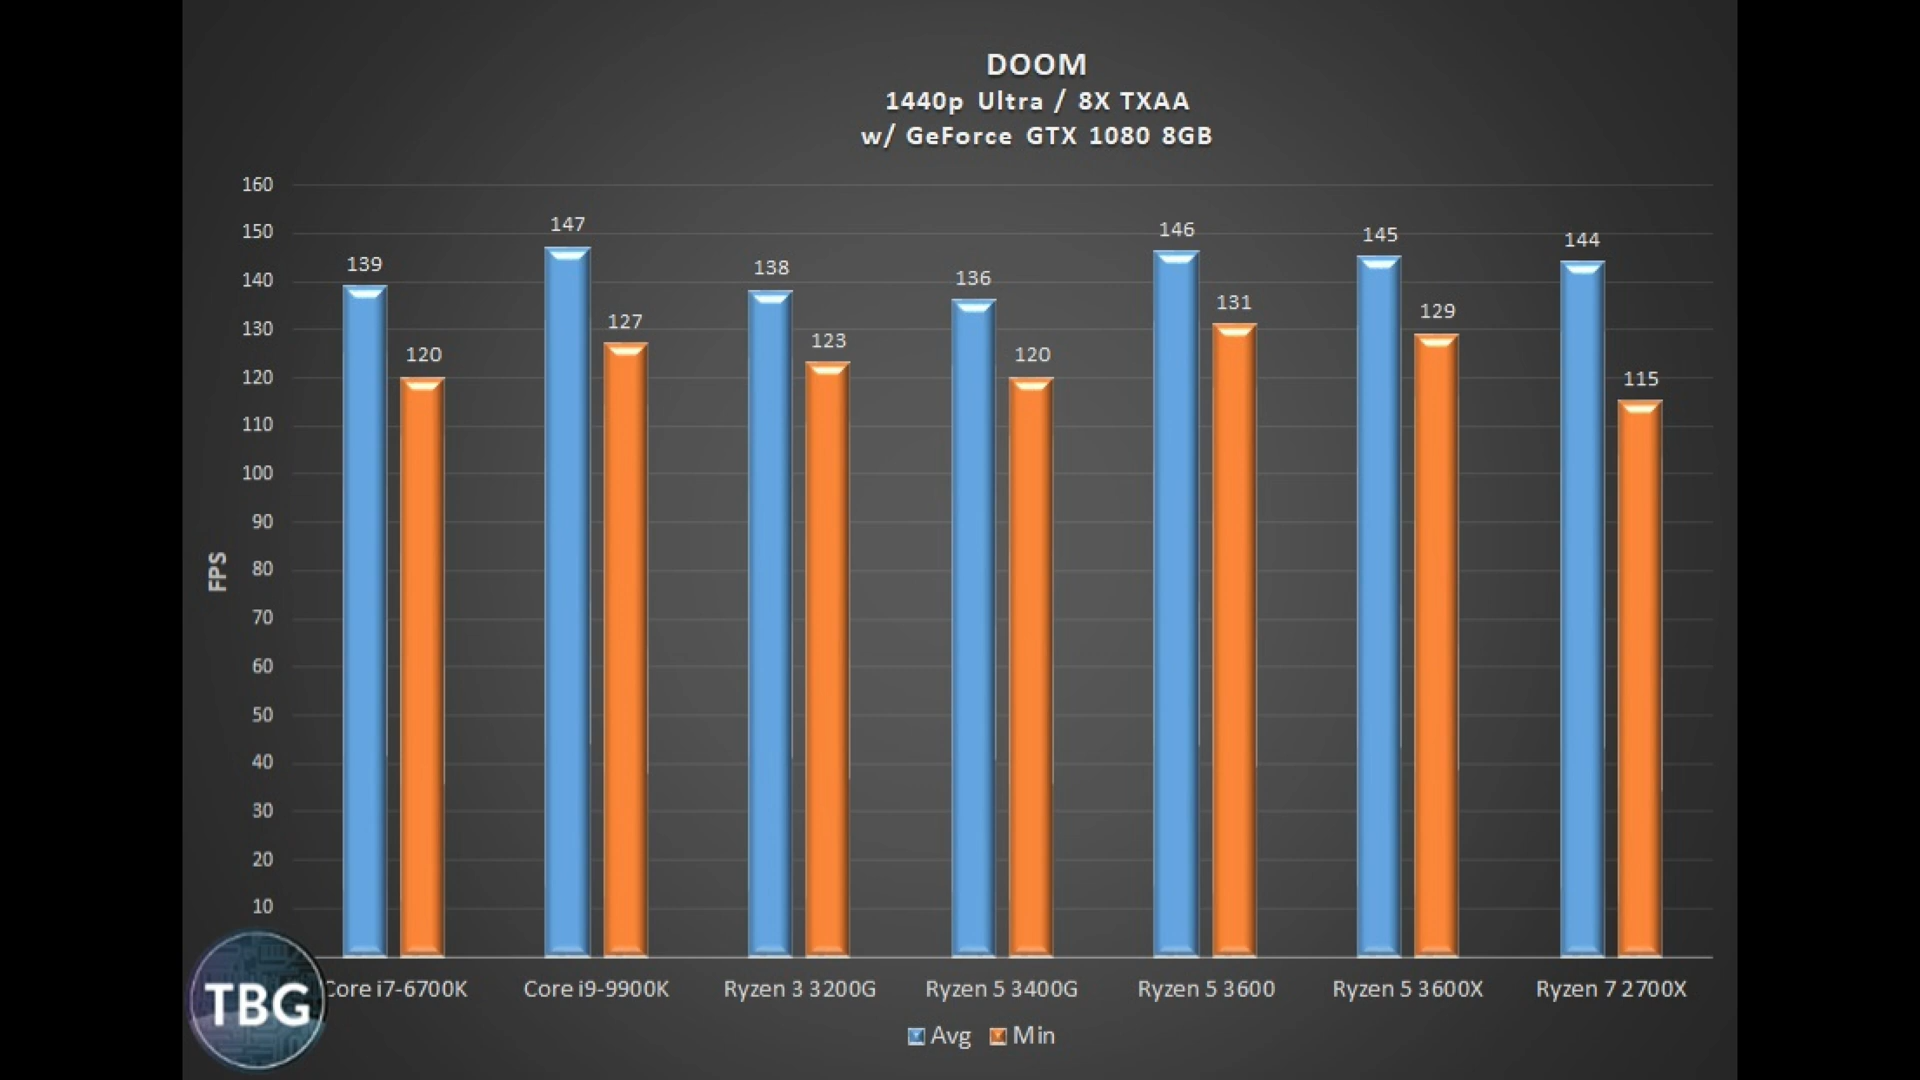 DOOM
1440p Ultra / 8X TXAA
w/ GeForce GTX 1080 8GB
160
150
140
130
120
110
100
90
80
70
60
50
40
30
20
10
FPS
139
120
147
127
138
123
136
120
146
131
145
129
144
115
Core i7-6700K
Core i9-9900K
Ryzen 3 3200G
Ryzen 5 3400G
Ryzen 5 3600
Ryzen 5 3600X
Ryzen 7 2700X
Avg
Min
TBG